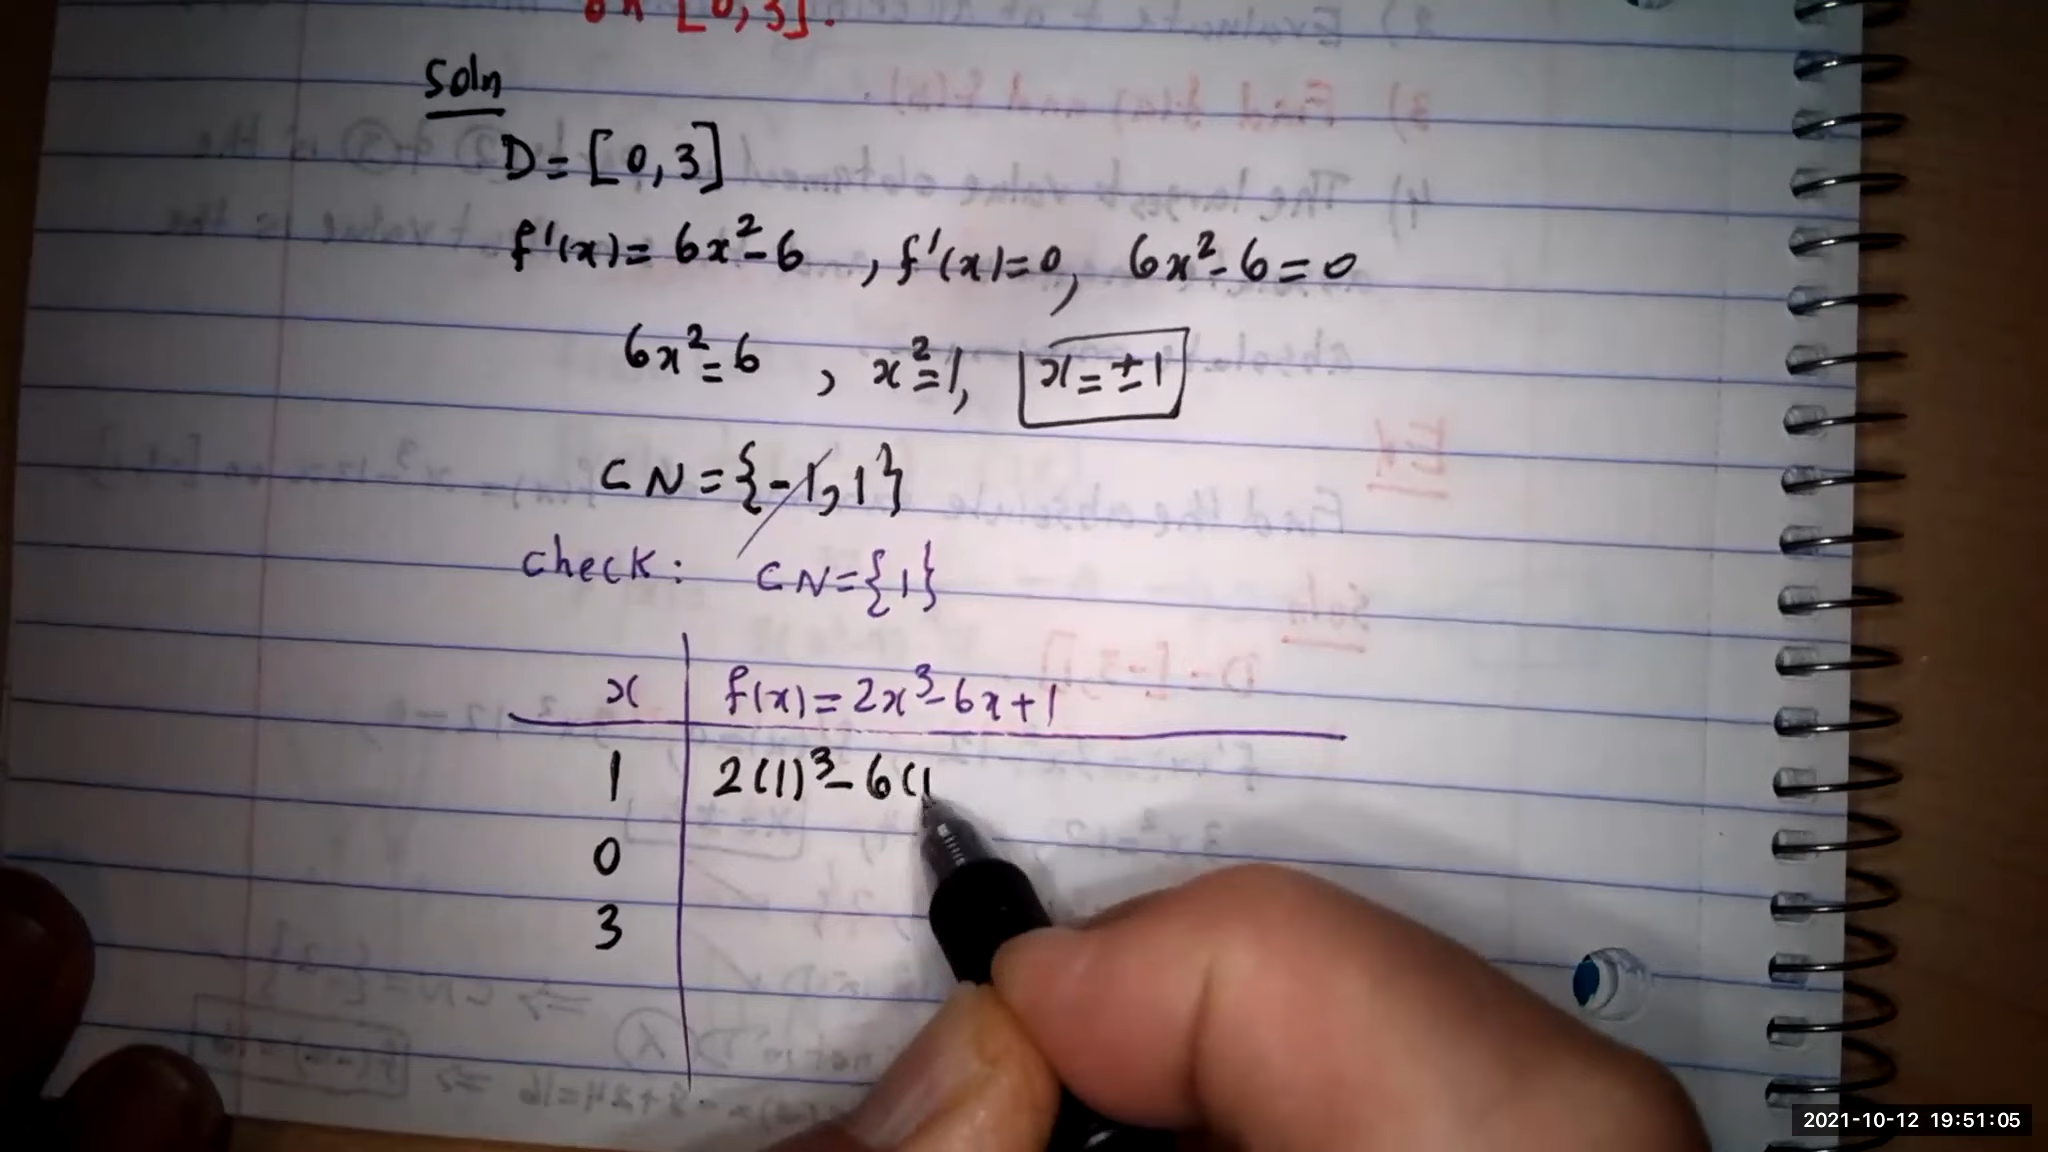 on [0,3].
Soln
D = [0,3]
f'(x) = 6x²-6 , f'(x)=0, 6x²-6=0
6x²=6 , x²=1, x=±1
CN={-1,1}
check: CN={1}
x f(x)=2x³-6x+1
1 2(1)³-6(1
0
3
2021-10-12 19:51:05